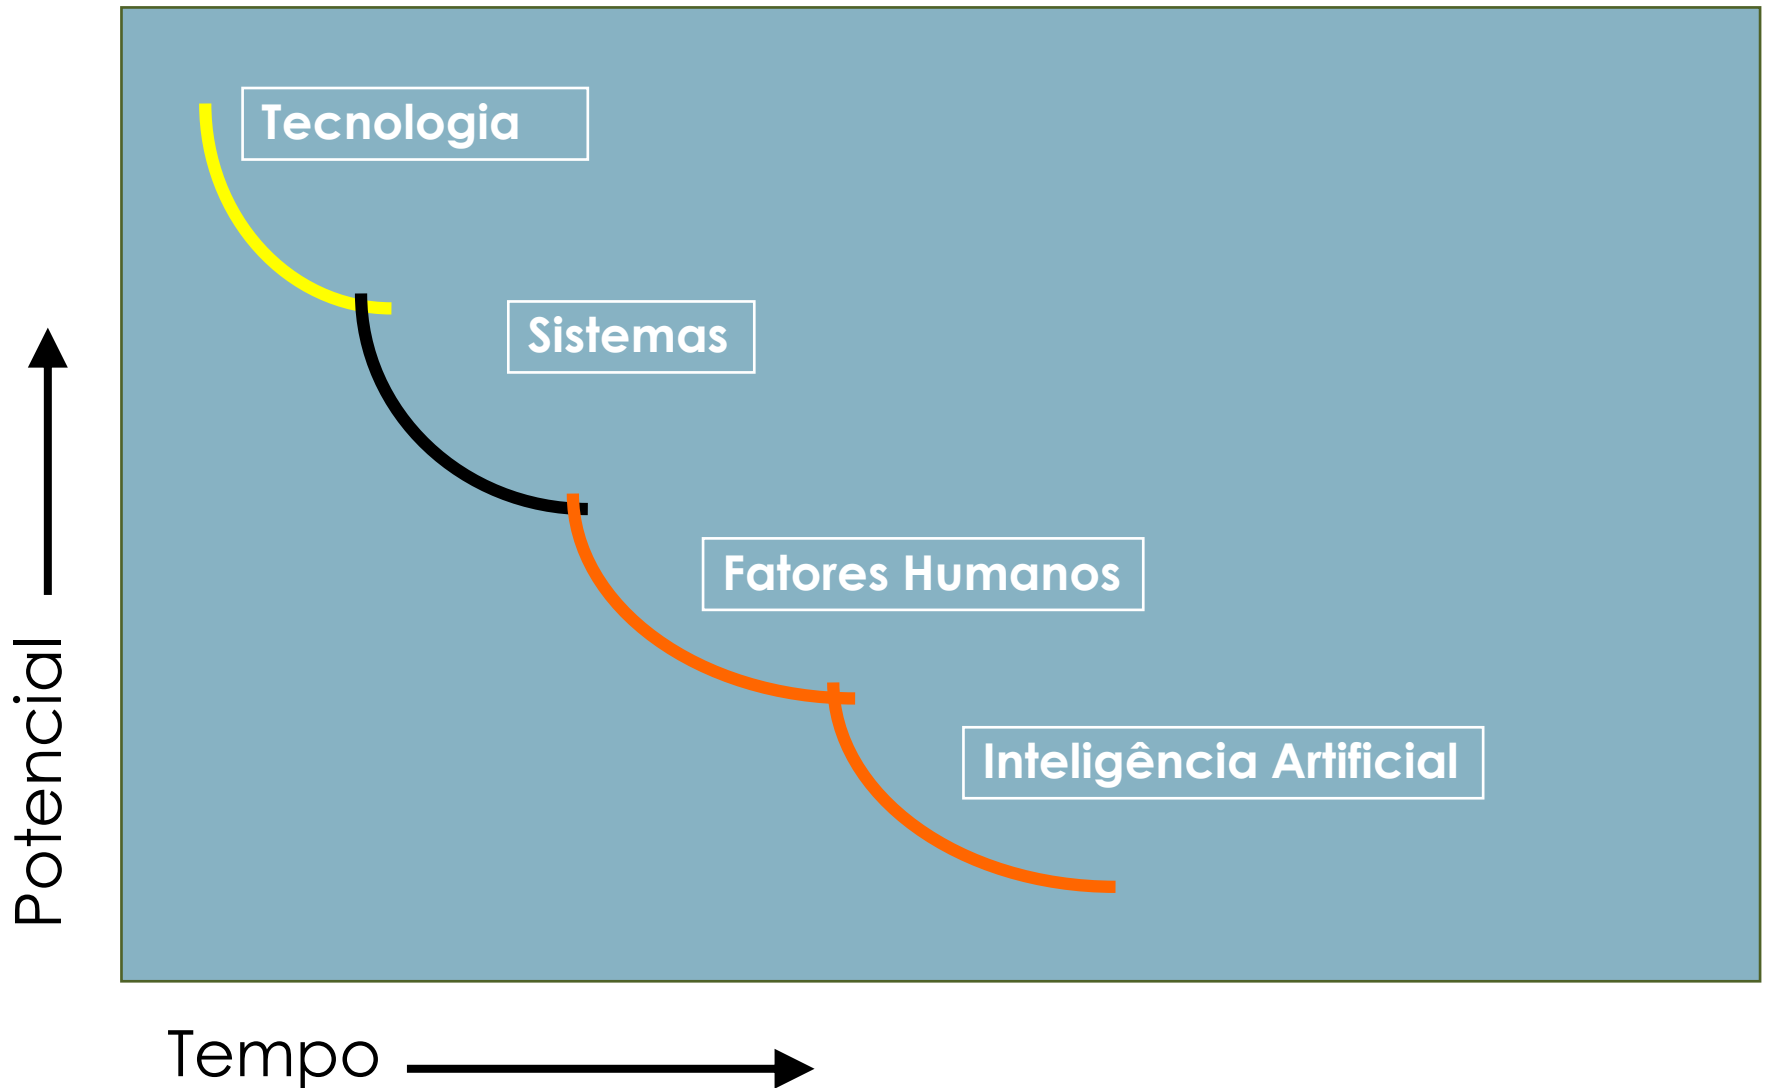 Tecnologia
Sistemas
Fatores Humanos
Inteligência Artificial
Potencial
Tempo